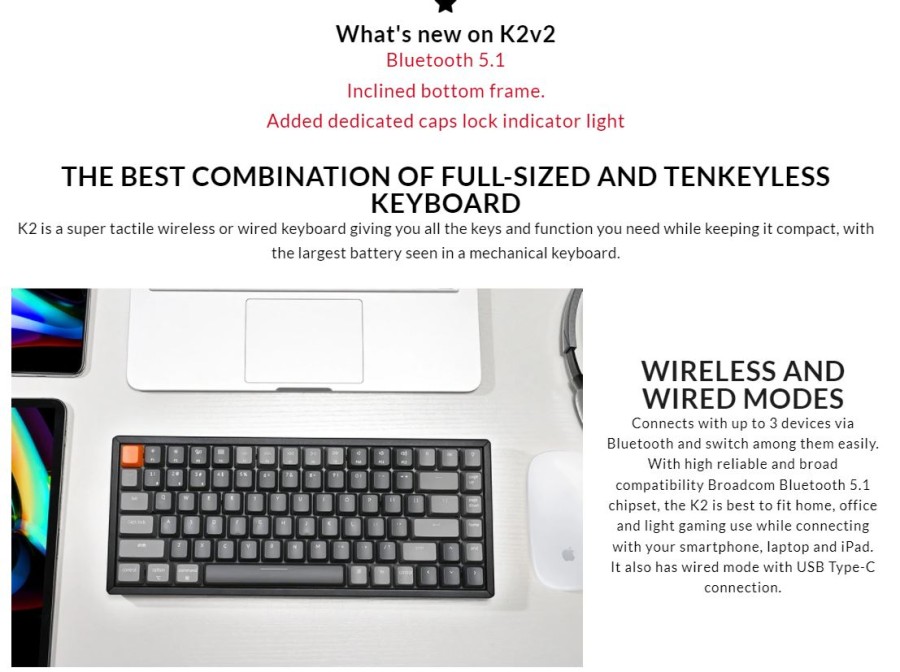 What's new on K2v2
Bluetooth 5.1
Inclined bottom frame.
Added dedicated caps lock indicator light
THE BEST COMBINATION OF FULL-SIZED AND TENKEYLESS
KEYBOARD
K2 is a super tactile wireless or wired keyboard giving you all the keys and function you need while keeping it compact, with
the largest battery seen in a mechanical keyboard.
WIRELESS AND
WIRED MODES
Connects with up to 3 devices via
Bluetooth and switch among them easily.
With high reliable and broad
compatibility Broadcom Bluetooth 5.1
chipset, the K2 is best to fit home, office
and light gaming use while connecting
with your smartphone, laptop and iPad.
It also has wired mode with USB Type-C
connection.